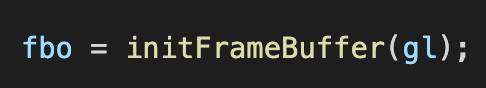 fbo = initFrameBuffer(gl);